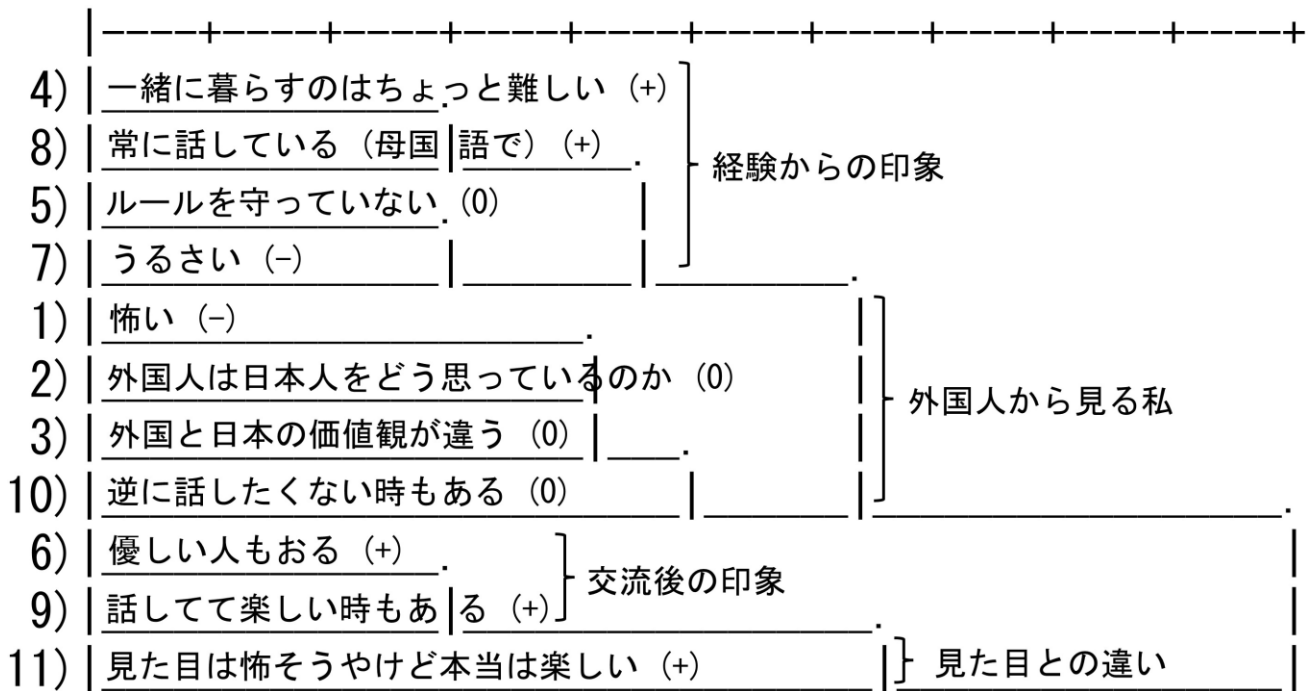 4) 一緒に暮らすのはちょっと難しい (+)
8) 常に話している (母国語で) (+)
経験からの印象
5) ルールを守っていない (0)
7) うるさい (-)
1) 怖い (-)
2) 外国人は日本人をどう思っているのか (0)
外国人から見る私
3) 外国と日本の価値観が違う (0)
10) 逆に話したくない時もある (0)
6) 優しい人もおる (+)
交流後の印象
9) 話してて楽しい時もある (+)
11) 見た目は怖そうやけど本当は楽しい (+)
見た目との違い